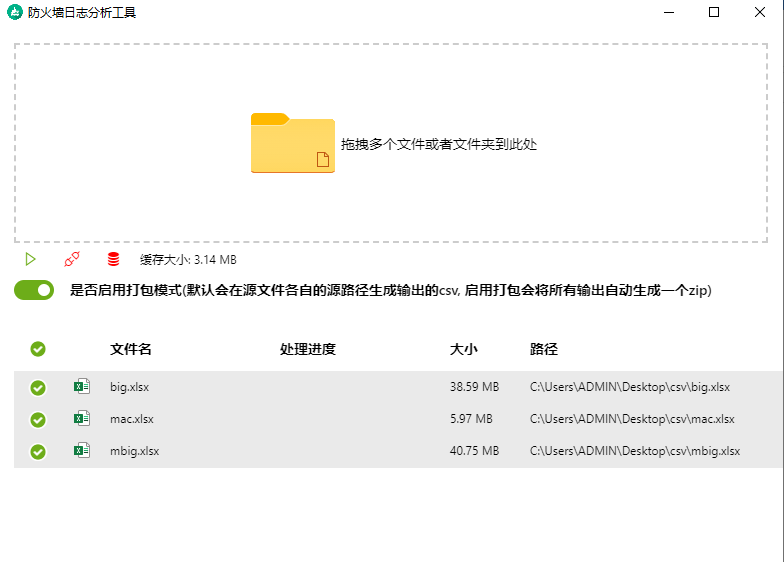 防火墙日志分析工具
拖拽多个文件或者文件夹到此处
缓存大小: 3.14 MB
是否启用打包模式(默认会在源文件各自的源路径生成输出的csv, 启用打包会将所有输出自动生成一个zip)
文件名 处理进度 大小 路径
big.xlsx 38.59 MB C:\Users\ADMIN\Desktop\csv\big.xlsx
mac.xlsx 5.97 MB C:\Users\ADMIN\Desktop\csv\mac.xlsx
mbig.xlsx 40.75 MB C:\Users\ADMIN\Desktop\csv\mbig.xlsx